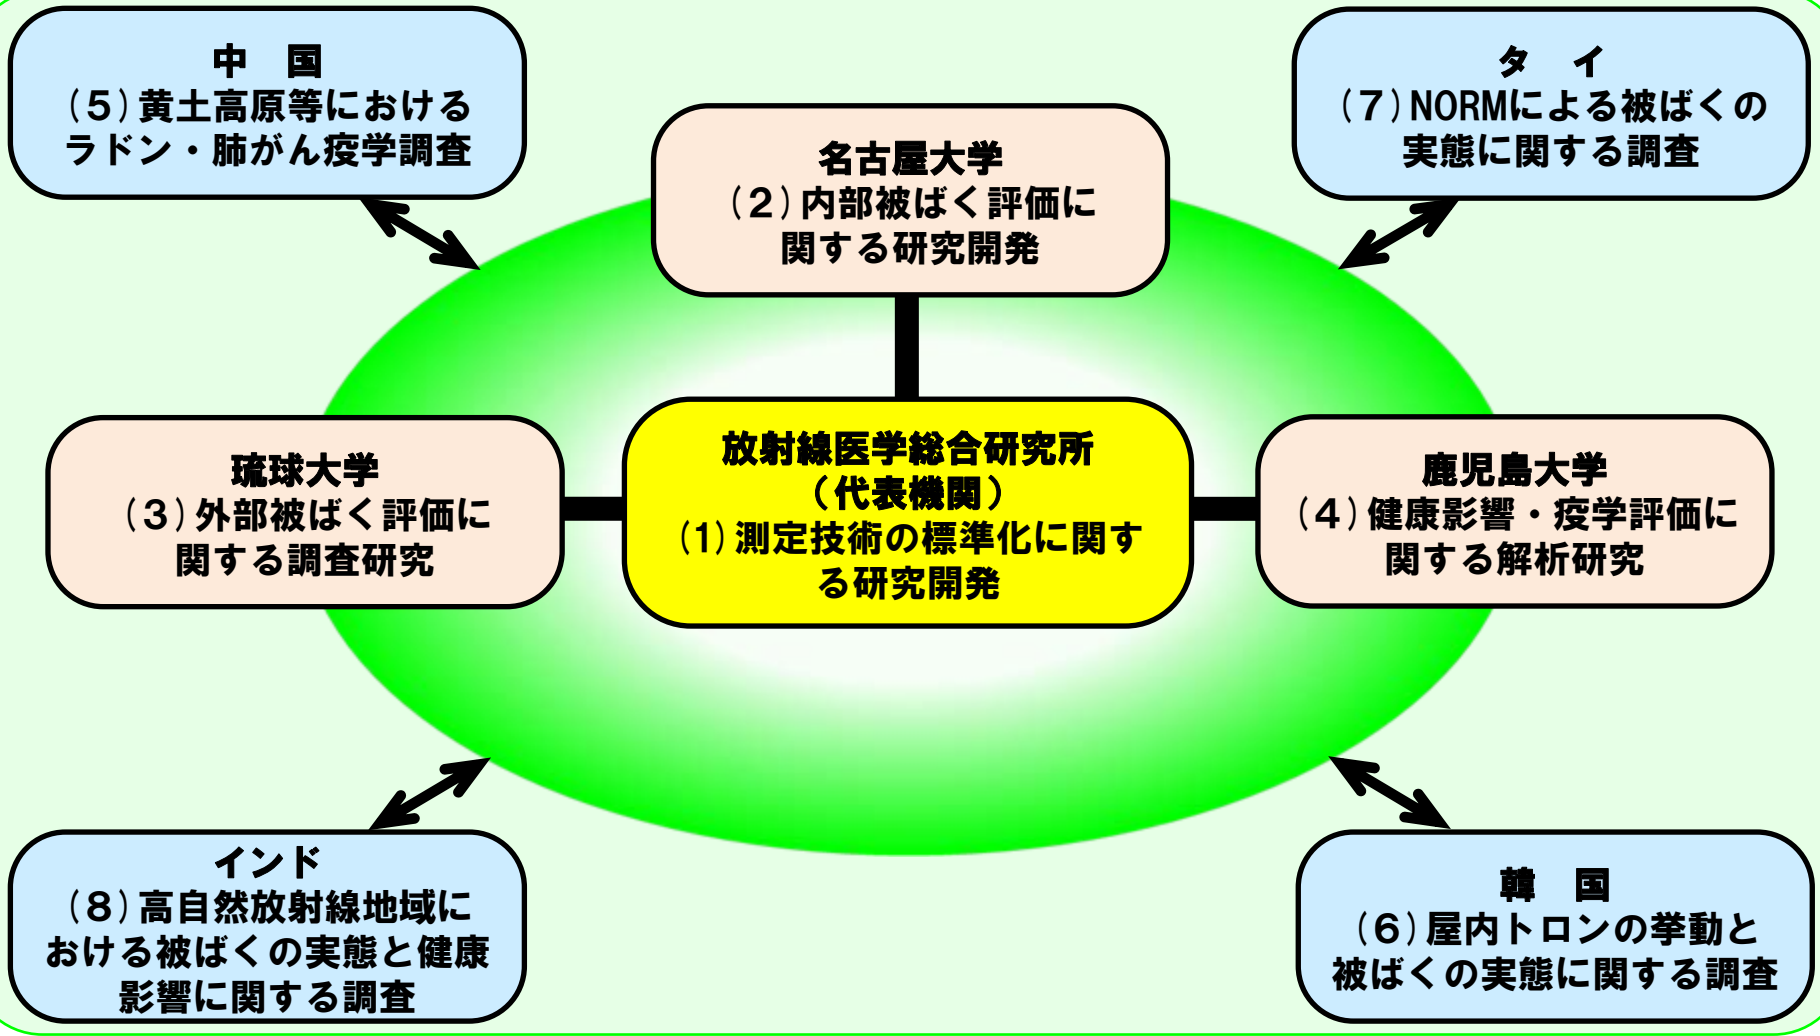 中　国
(5)黄土高原等における
ラドン・肺がん疫学調査
タ　イ
(7)NORMによる被ばくの
実態に関する調査
名古屋大学
(2)内部被ばく評価に
関する研究開発
琉球大学
(3)外部被ばく評価に
関する調査研究
放射線医学総合研究所
（代表機関）
(1)測定技術の標準化に関す
る研究開発
鹿児島大学
(4)健康影響・疫学評価に
関する解析研究
インド
(8)高自然放射線地域に
おける被ばくの実態と健康
影響に関する調査
韓　国
(6)屋内トロンの挙動と
被ばくの実態に関する調査